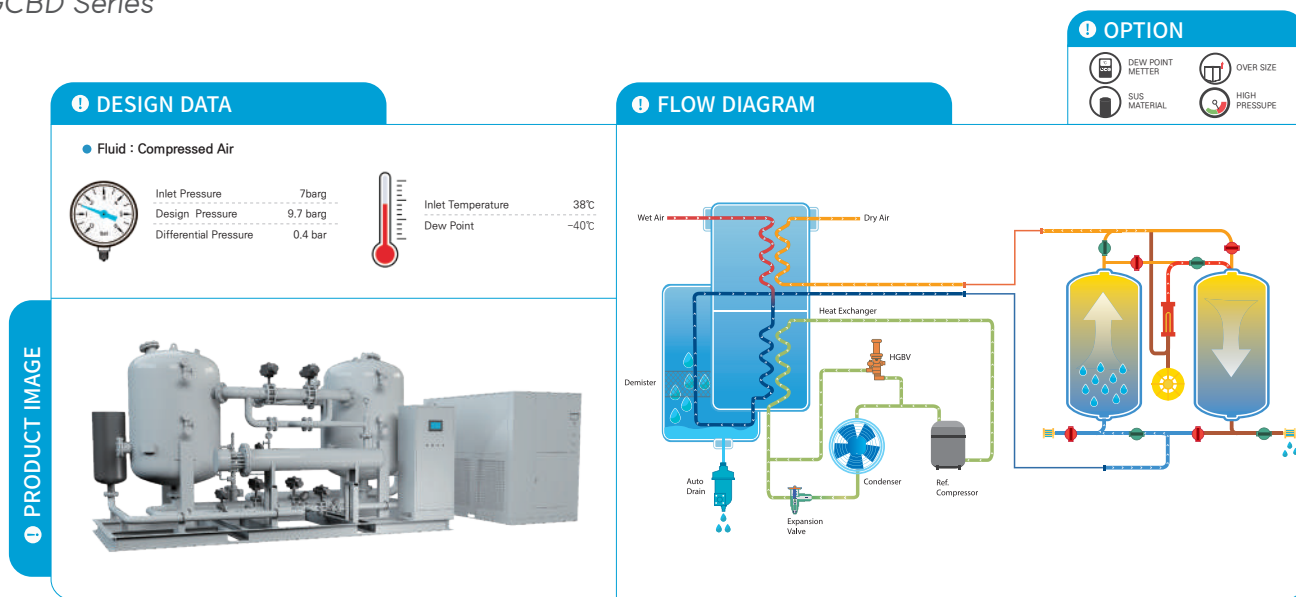 GCBD Series
OPTION
DEW POINT
METTER
OVER SIZE
SUS
MATERIAL
HIGH
PRESSUPE
DESIGN DATA
Fluid : Compressed Air
Inlet Pressure 7barg
Design Pressure 9.7 barg
Differential Pressure 0.4 bar
Inlet Temperature 38℃
Dew Point -40℃
PRODUCT IMAGE
FLOW DIAGRAM
Wet Air
Dry Air
Heat Exchanger
HGBV
Demister
Auto
Drain
Condenser
Ref.
Compressor
Expansion
Valve